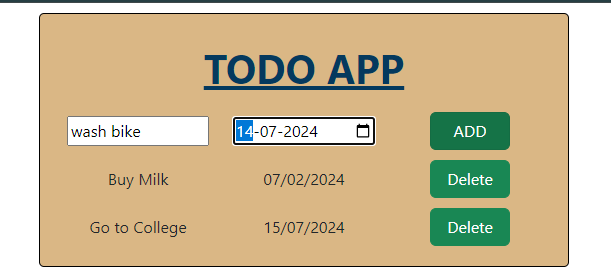 TODO APP
wash bike 14-07-2024 ADD
Buy Milk 07/02/2024 Delete
Go to College 15/07/2024 Delete